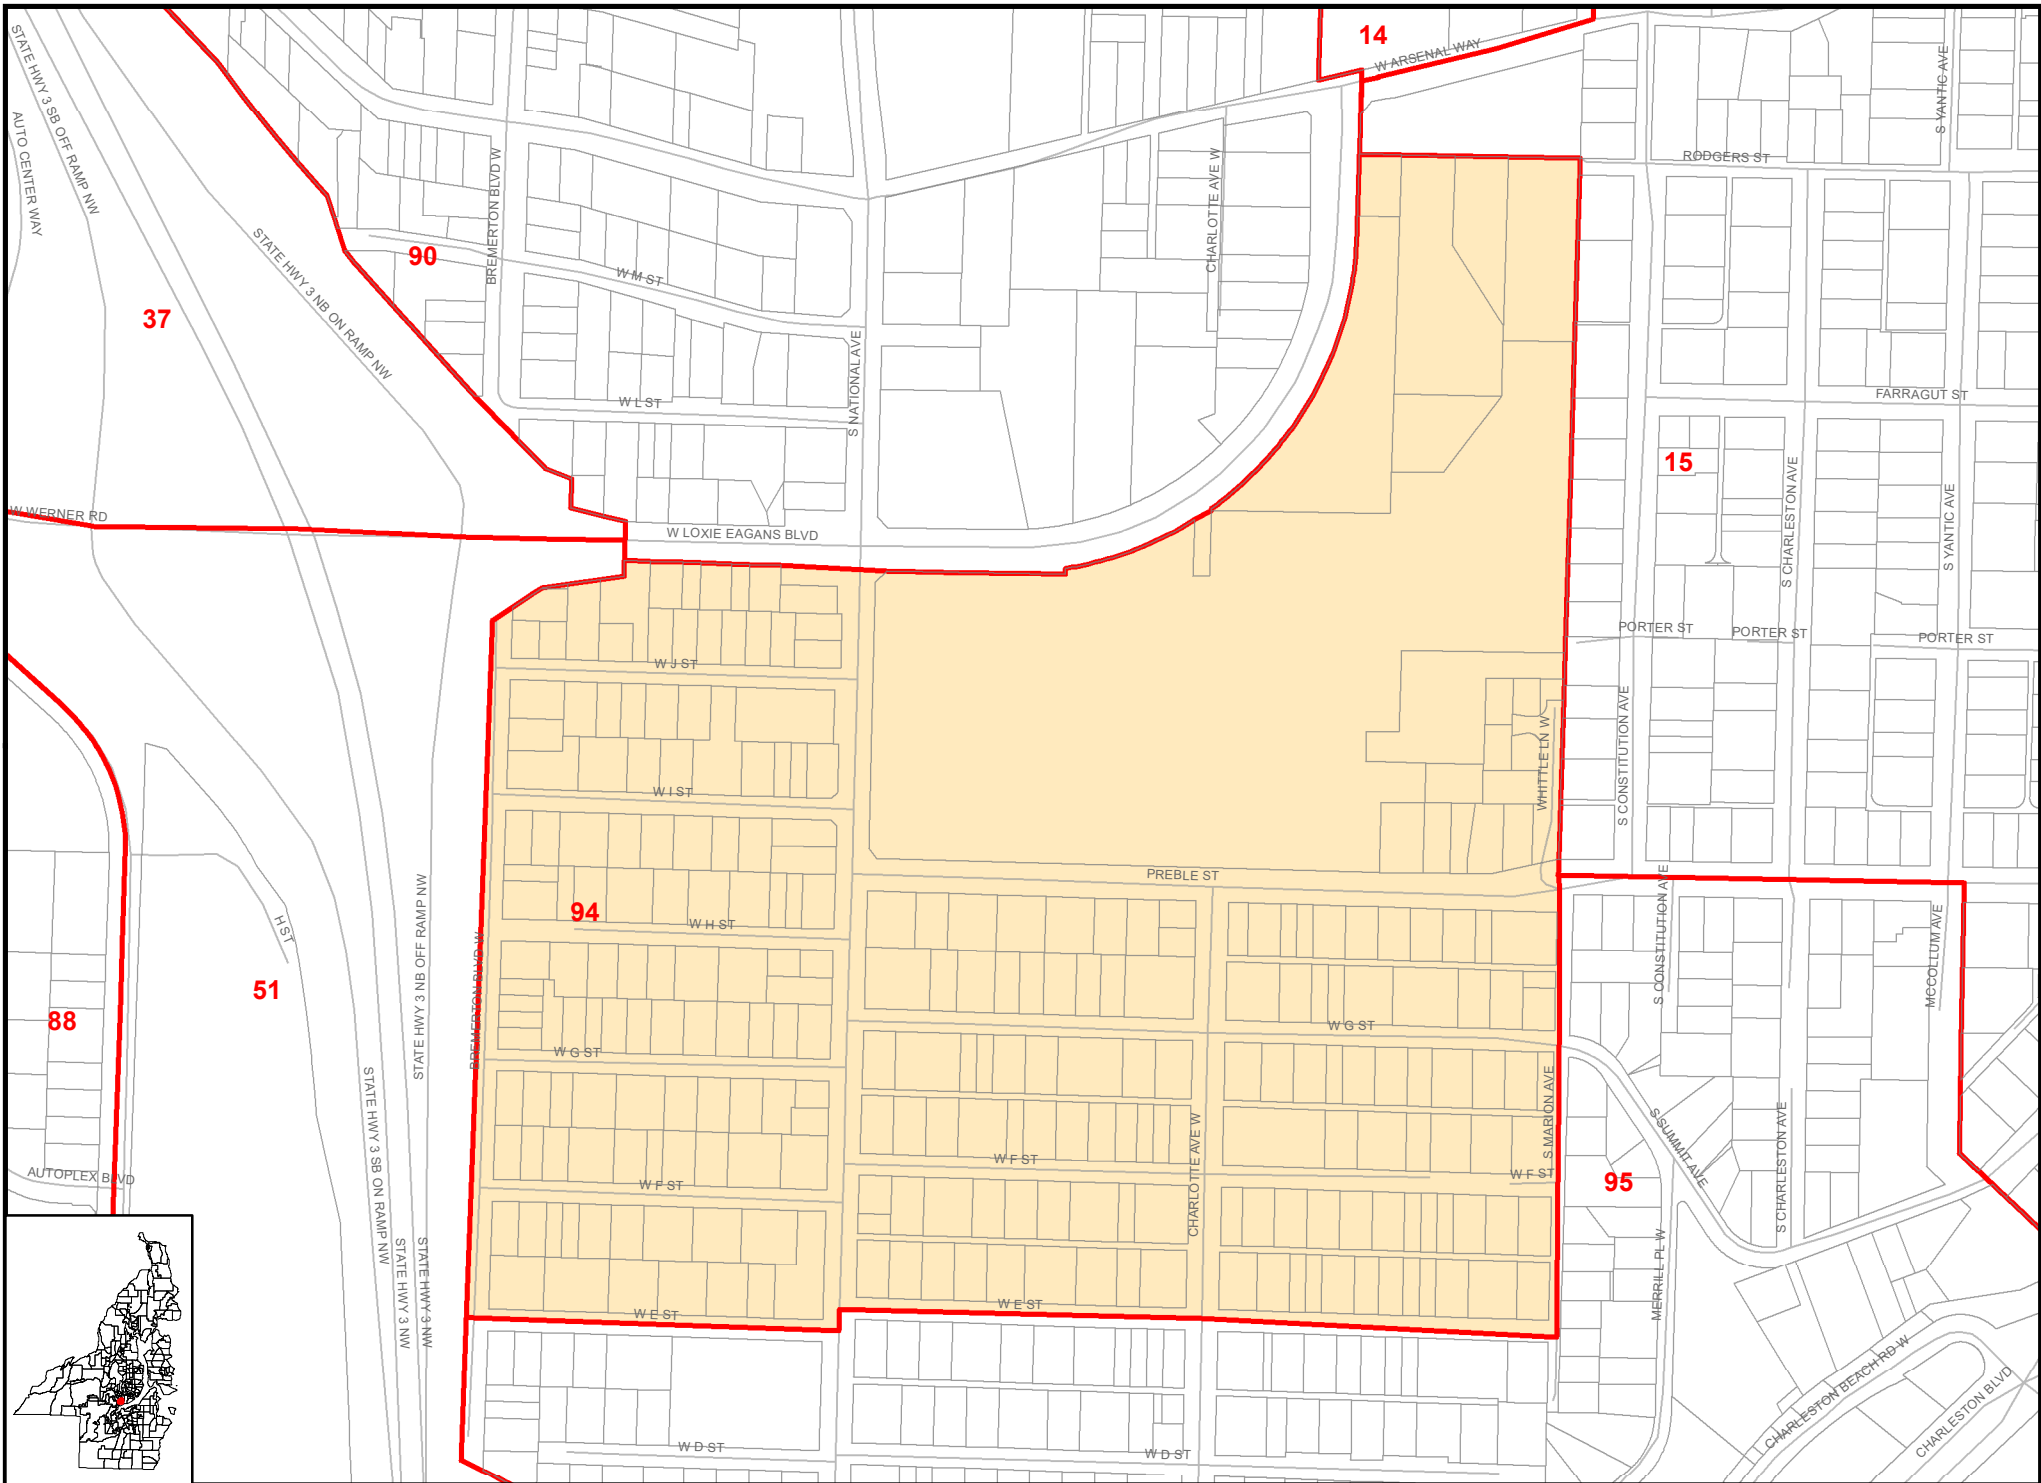 14
W ARSENAL WAY
STATE HWY 3 SB OFF RAMP NW
AUTO CENTER WAY
S YANTIC AVE
RODGERS ST
BREMERTON BLVD W
CHARLOTTE AVE W
90
STATE HWY 3 NB ON RAMP NW
W M ST
37
S NATIONAL AVE
W L ST
FARRAGUT ST
15
S CHARLESTON AVE
S YANTIC AVE
W WERNER RD
W LOXIE EAGANS BLVD
PORTER ST
PORTER ST
PORTER ST
W J ST
S CONSTITUTION AVE
WHITTLE LN W
W I ST
PREBLE ST
STATE HWY 3 NB OFF RAMP NW
94
W H ST
H ST
BREMERTON BLVD W
S CONSTITUTION AVE
MCCOLLUM AVE
51
88
W G ST
W G ST
STATE HWY 3 SB ON RAMP NW
S MARION AVE
S SUMMIT AVE
S CHARLESTON AVE
CHARLOTTE AVE W
W F ST
W F ST
W F ST
95
AUTOPLEX BLVD
MERRILL PL W
STATE HWY 3 NW
STATE HWY 3 NW
W E ST
W E ST
CHARLESTON BEACH RD W
CHARLESTON BLVD
W D ST
W D ST